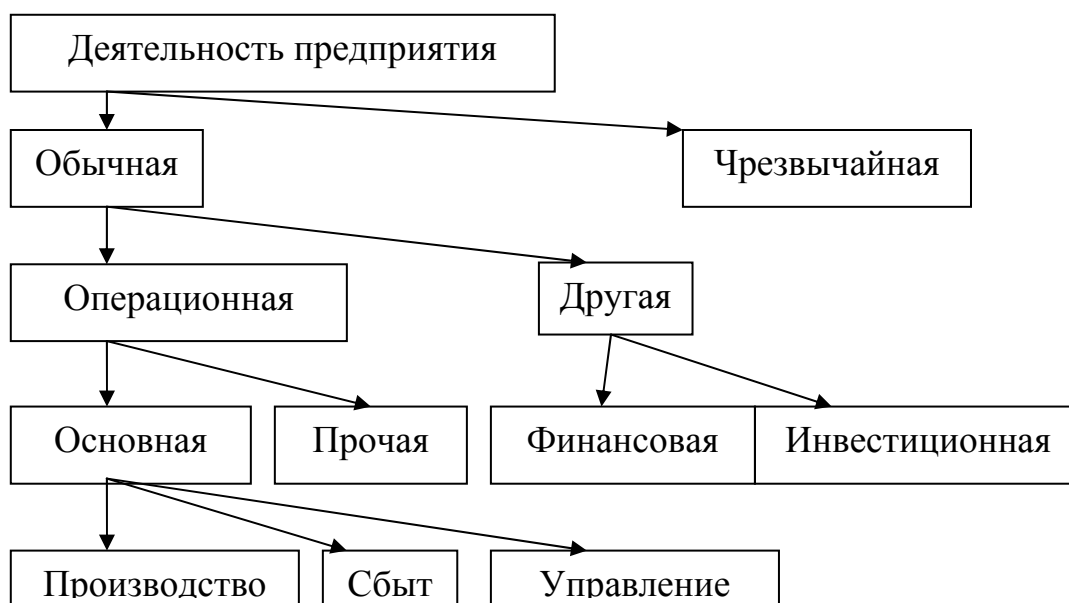 Деятельность предприятия
Обычная
Чрезвычайная
Операционная
Другая
Основная
Прочая
Финансовая
Инвестиционная
Производство
Сбыт
Управление